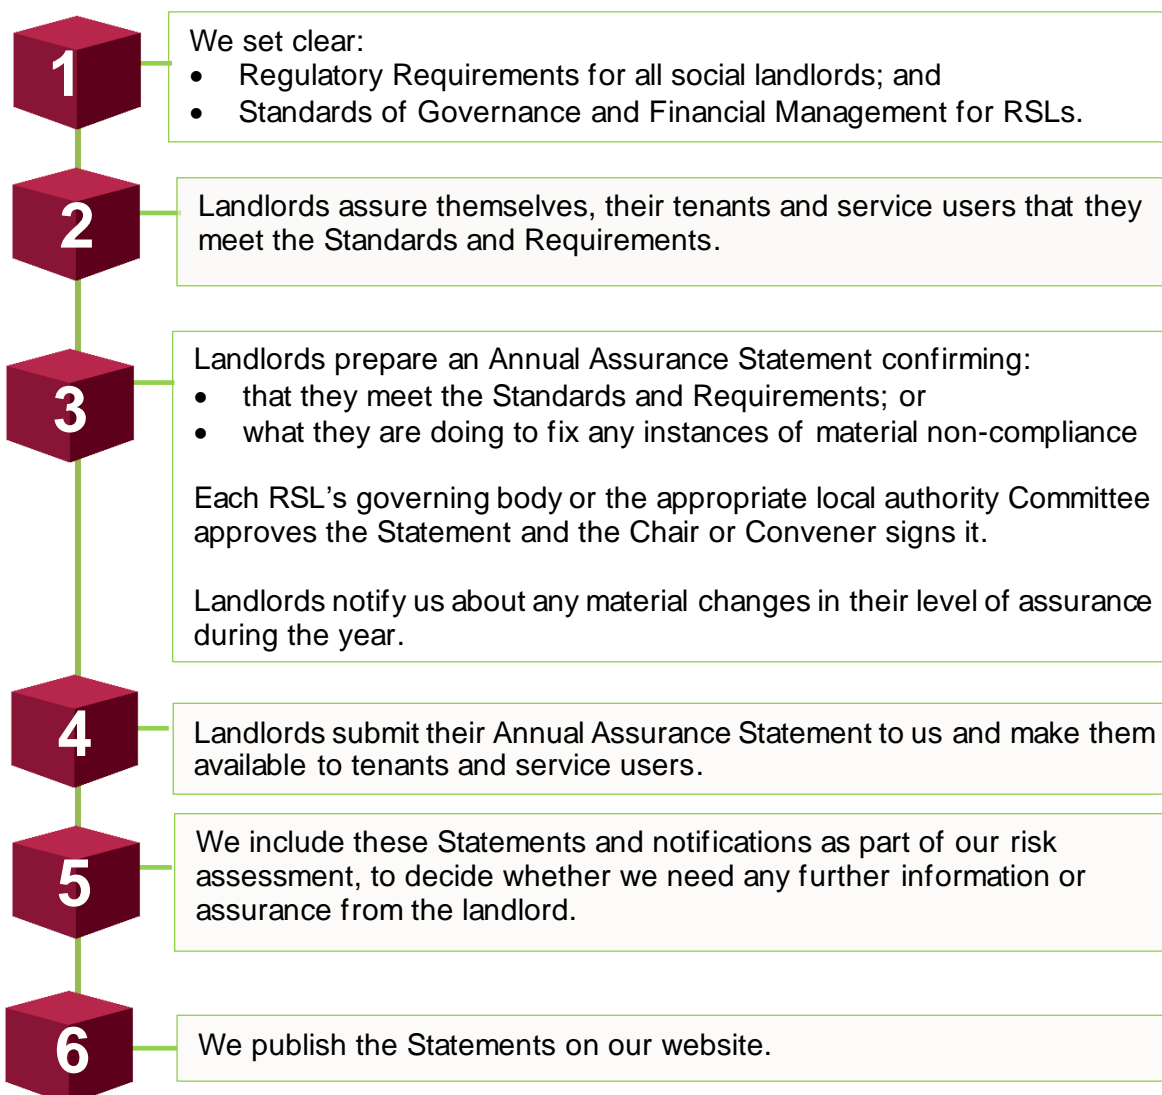 1
We set clear:
• Regulatory Requirements for all social landlords; and
• Standards of Governance and Financial Management for RSLs.
2
Landlords assure themselves, their tenants and service users that they
meet the Standards and Requirements.
3
Landlords prepare an Annual Assurance Statement confirming:
• that they meet the Standards and Requirements; or
• what they are doing to fix any instances of material non-compliance
Each RSL’s governing body or the appropriate local authority Committee
approves the Statement and the Chair or Convener signs it.
Landlords notify us about any material changes in their level of assurance
during the year.
4
Landlords submit their Annual Assurance Statement to us and make them
available to tenants and service users.
5
We include these Statements and notifications as part of our risk
assessment, to decide whether we need any further information or
assurance from the landlord.
6
We publish the Statements on our website.